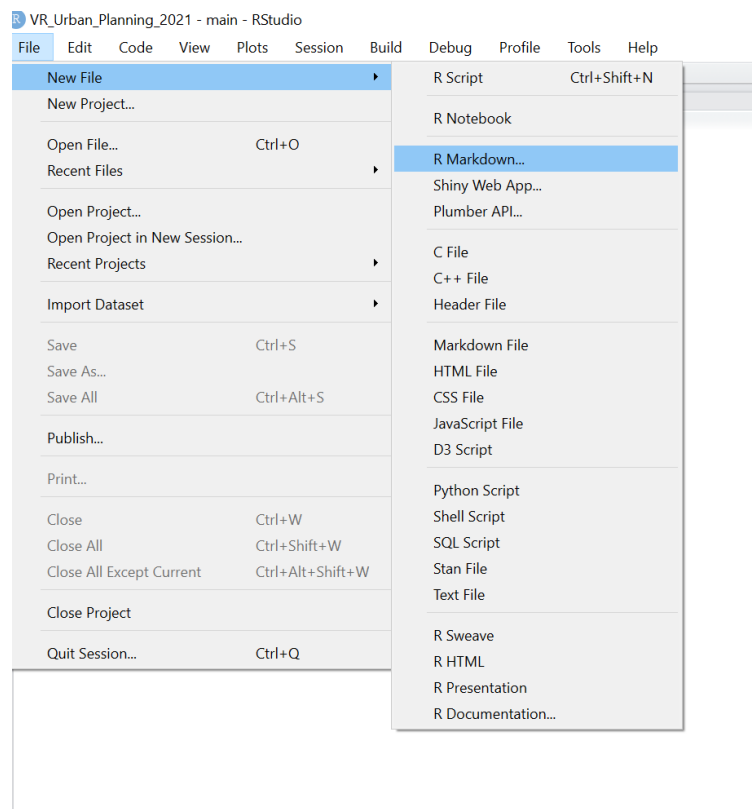 R VR_Urban_Planning_2021 - main - RStudio
File Edit Code View Plots Session Build Debug Profile Tools Help
New File
New Project...
Open File... Ctrl+O
Recent Files
Open Project...
Open Project in New Session...
Recent Projects
Import Dataset
Save Ctrl+S
Save As...
Save All Ctrl+Alt+S
Publish...
Print...
Close Ctrl+W
Close All Ctrl+Shift+W
Close All Except Current Ctrl+Alt+Shift+W
Close Project
Quit Session... Ctrl+Q
R Script Ctrl+Shift+N
R Notebook
R Markdown...
Shiny Web App...
Plumber API...
C File
C++ File
Header File
Markdown File
HTML File
CSS File
JavaScript File
D3 Script
Python Script
Shell Script
SQL Script
Stan File
Text File
R Sweave
R HTML
R Presentation
R Documentation...